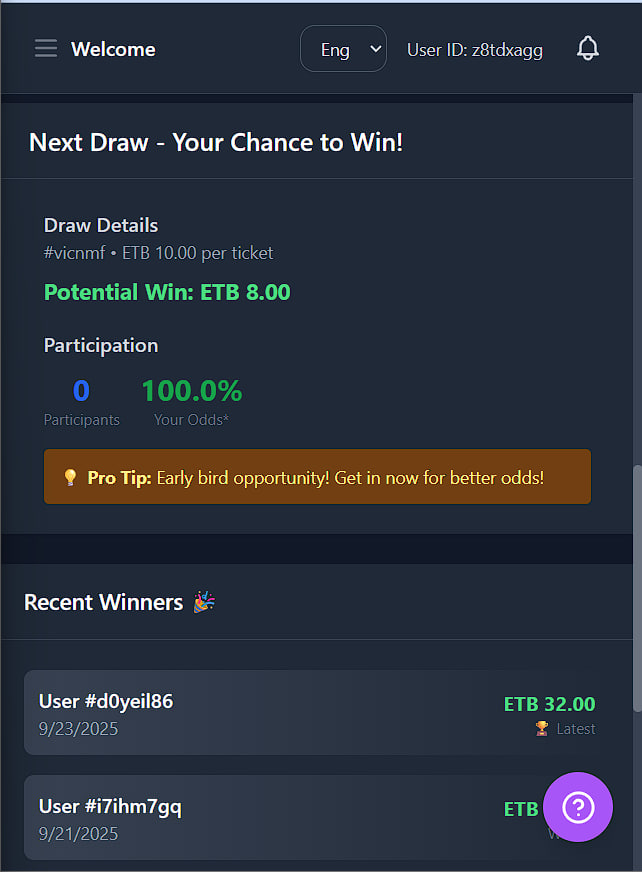 Welcome
Eng
User ID: z8tdxagg
Next Draw - Your Chance to Win!
Draw Details
#vicnmf • ETB 10.00 per ticket
Potential Win: ETB 8.00
Participation
0
Participants
100.0%
Your Odds*
💡 Pro Tip: Early bird opportunity! Get in now for better odds!
Recent Winners 🎉
User #d0yeil86
9/23/2025
ETB 32.00
🏆 Latest
User #i7ihm7gq
9/21/2025
ETB